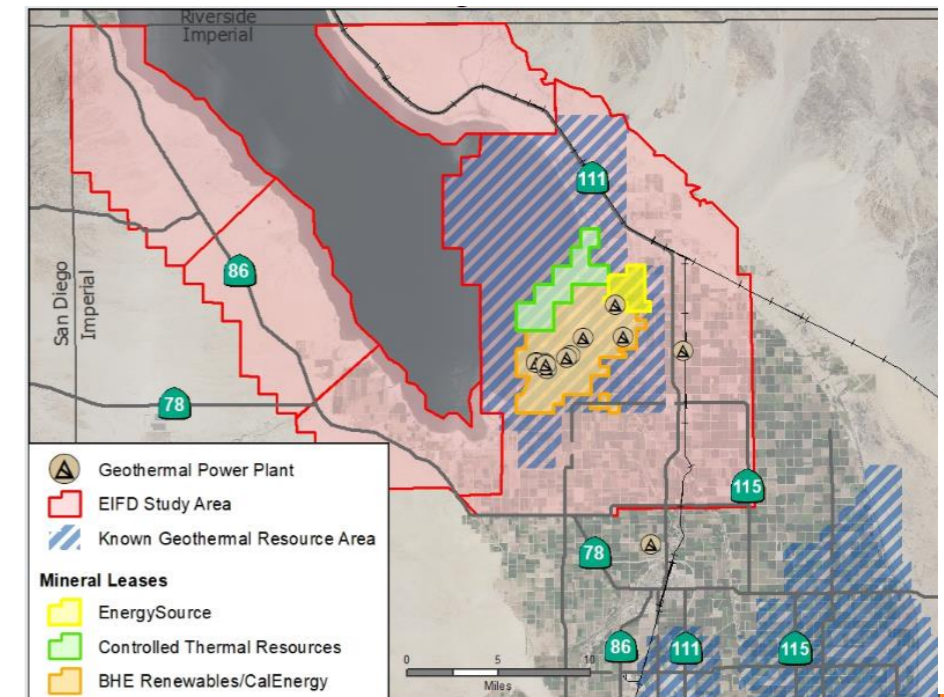 Riverside
Imperial
111
86
San Diego
Imperial
78
115
78
86
111
115
0 5 10
Miles
Geothermal Power Plant
EIFD Study Area
Known Geothermal Resource Area
Mineral Leases
EnergySource
Controlled Thermal Resources
BHE Renewables/CalEnergy